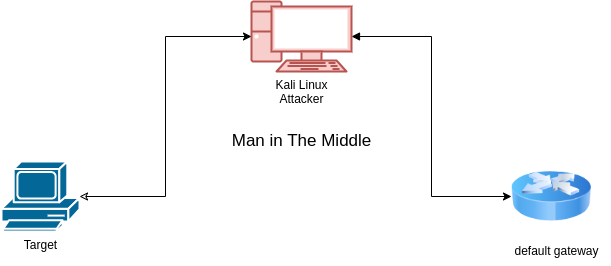 Kali Linux
Attacker
Man in The Middle
Target
default gateway